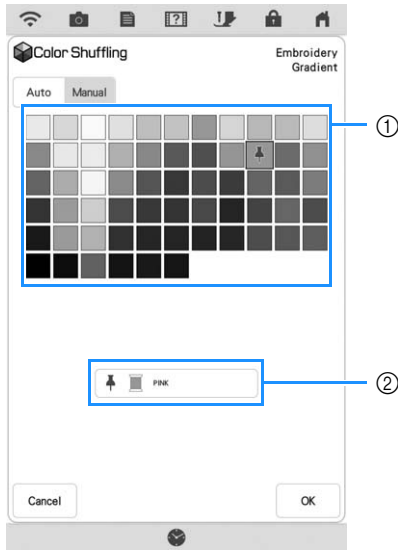 Color Shuffling
Embroidery
Gradient
Auto Manual
①
②
PINK
Cancel OK